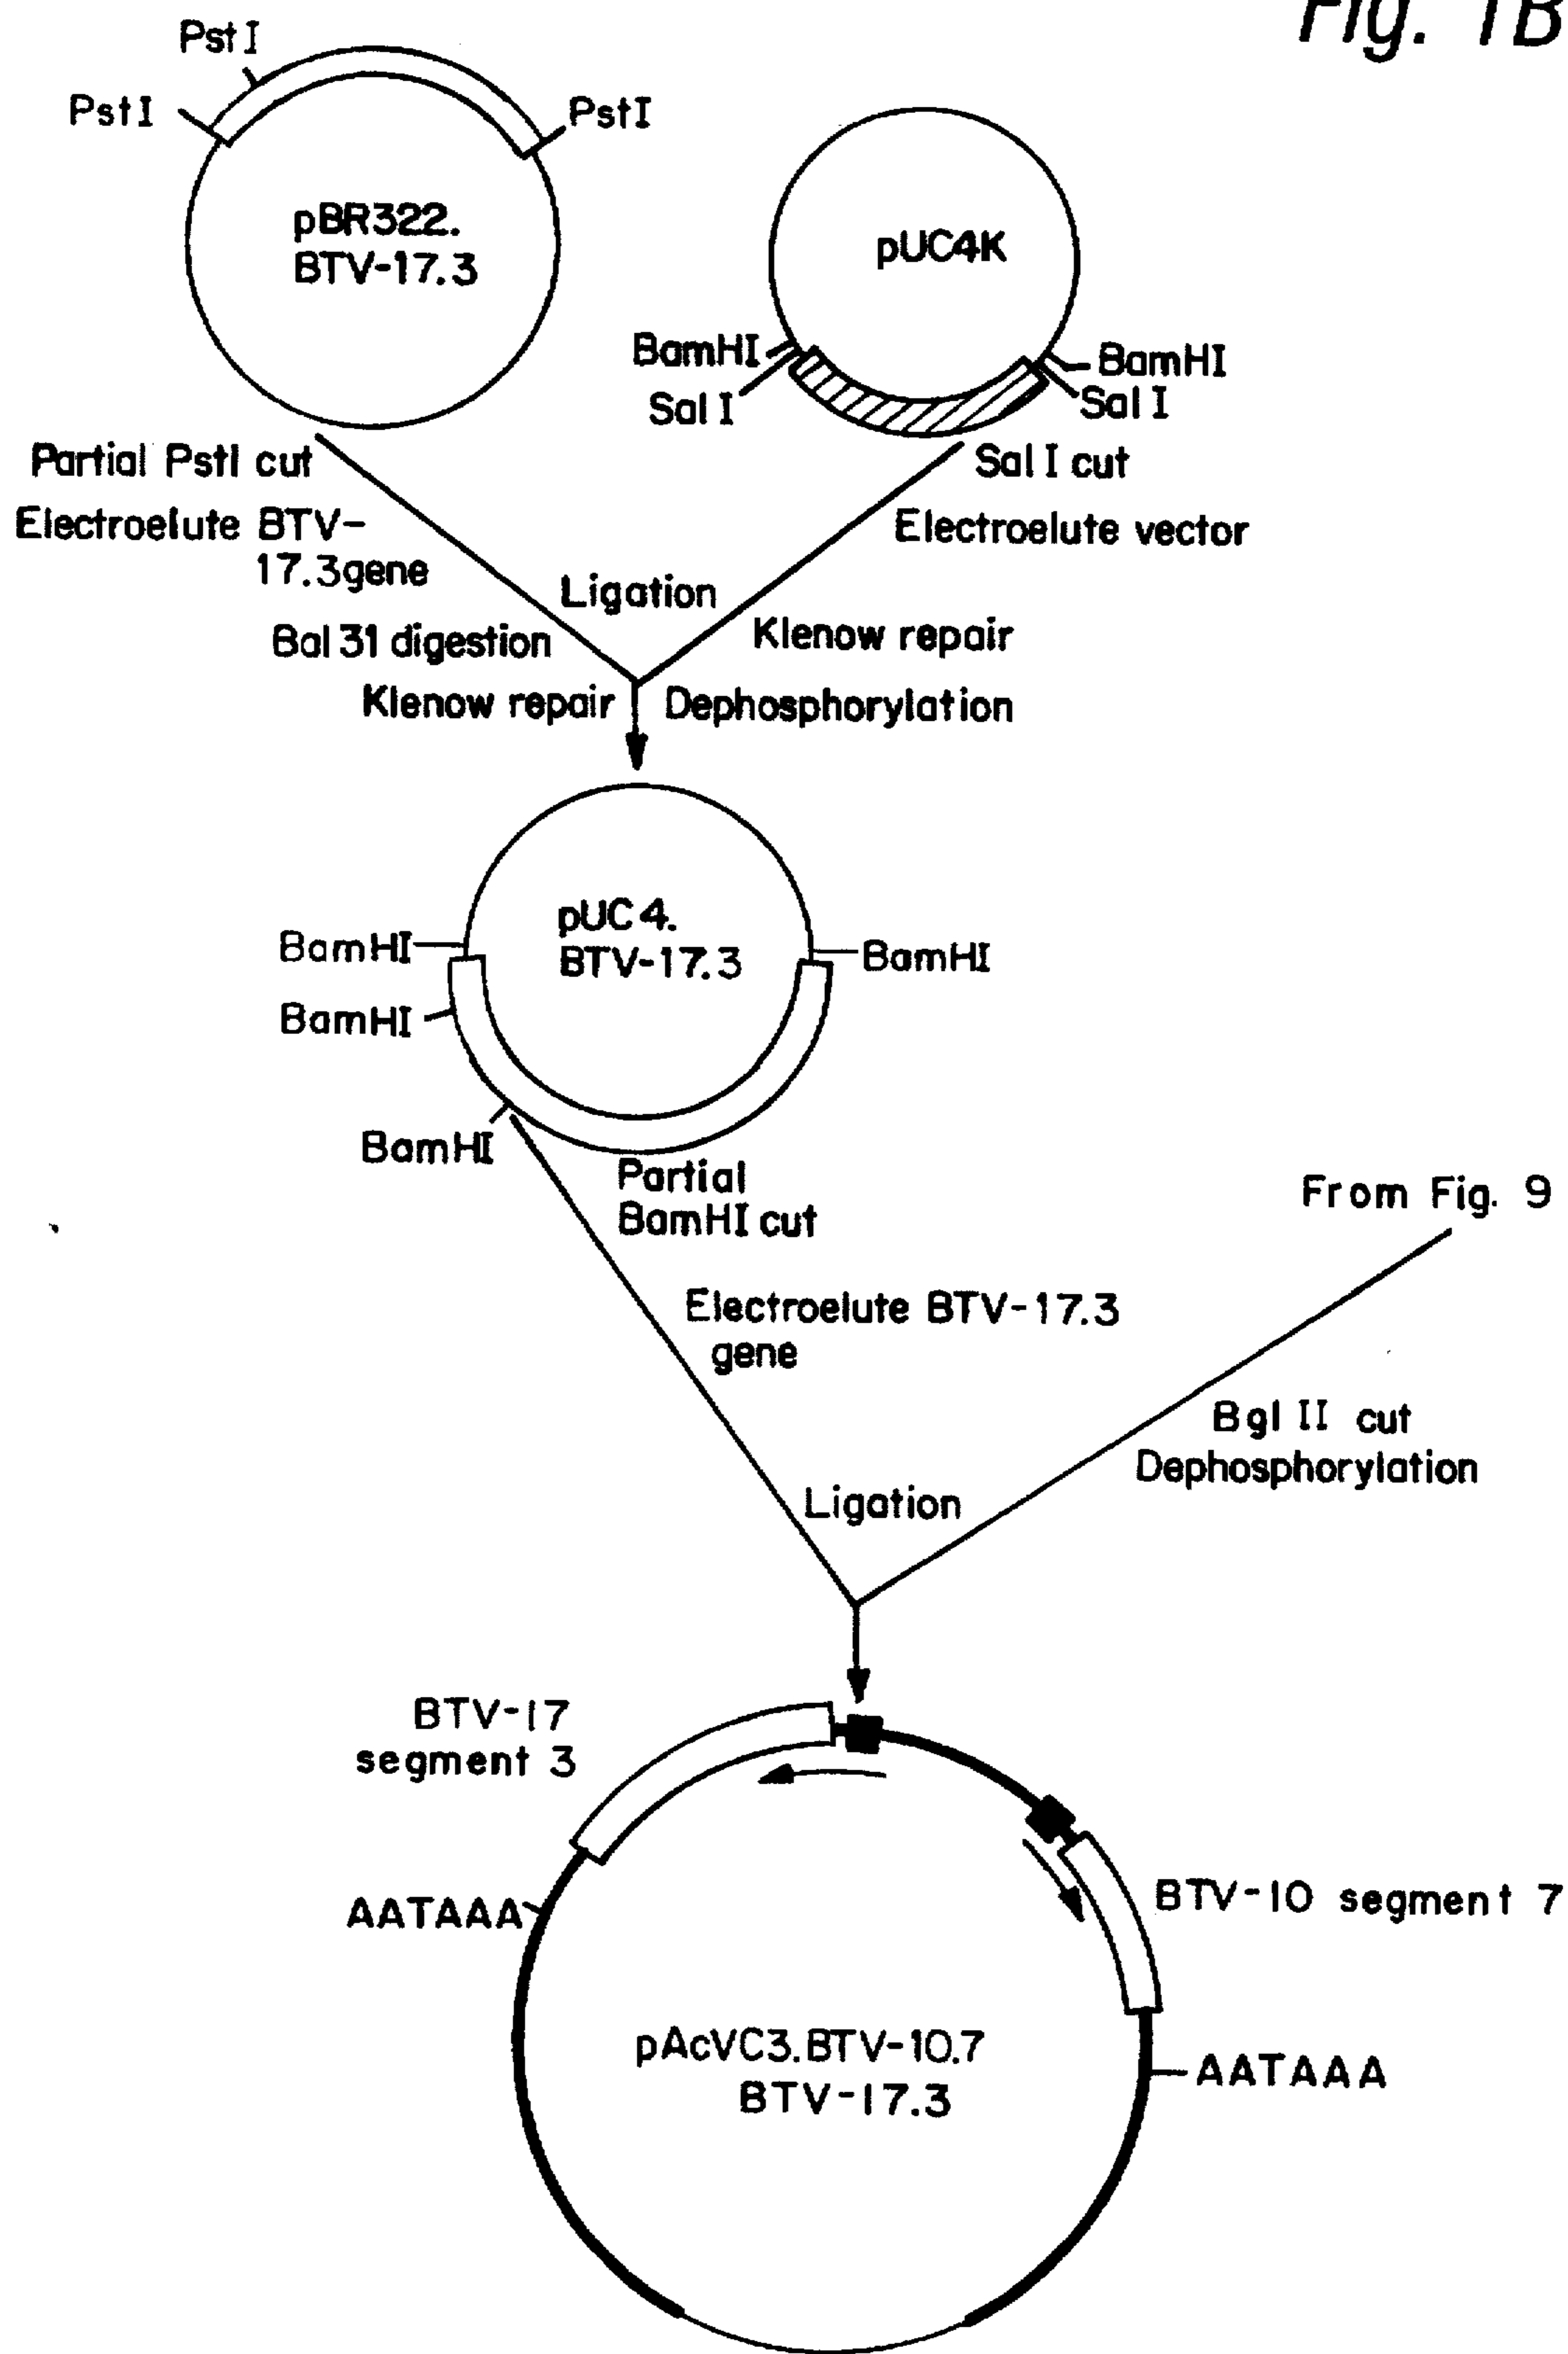 Fig. 1B
PstI
PstI
PstI
pBR322.
BTV-17.3
pUC4K
BamHI
BamHI
Sal I
Sal I
Partial PstI cut
Sal I cut
Electroelute BTV-
17.3gene
Electroelute vector
Ligation
Bal 31 digestion
Klenow repair
Klenow repair
Dephosphorylation
pUC4.
BTV-17.3
BamHI
BamHI
BamHI
BamHI
Partial
BamHI cut
From Fig. 9
Electroelute BTV-17.3
gene
Bgl II cut
Dephosphorylation
Ligation
BTV-17
segment 3
BTV-10 segment 7
AATAAA
pAcVC3.BTV-10.7
BTV-17.3
AATAAA